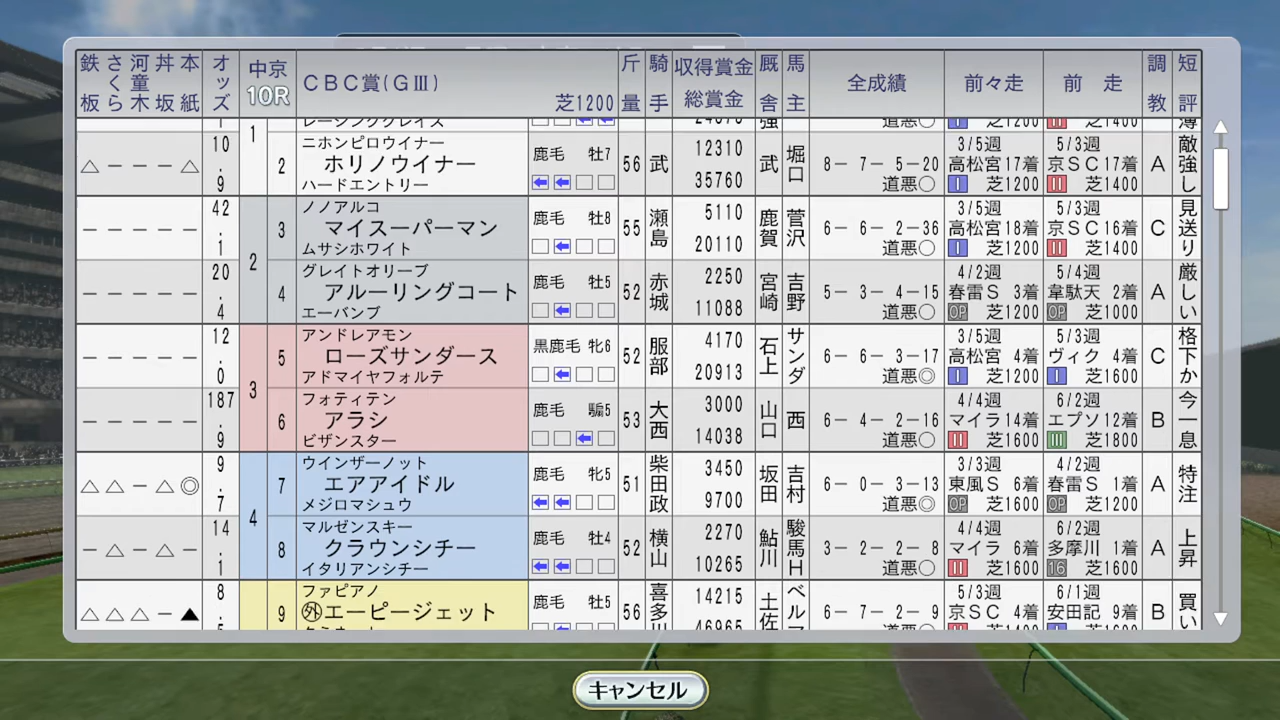 鉄板 さくら 河童木 丼坂 本紙 オッズ 中京10R CBC賞(GⅢ) 芝1200 斤量 騎手 収得賞金 総賞金 厩舎 馬主 全成績 前々走 前走 調教 短評
1
道悪○ Ⅰ 芝1200 Ⅱ 芝1400
△---△ 10.9 2 ニホンピロウイナー 鹿毛 牡7 56 武 12310 武 堀口 8-7-5-20 3/5週 5/3週 A 敵強し
ホリノウイナー 高松宮17着 京SC17着
ハードエントリー 35760 道悪○ Ⅰ 芝1200 Ⅱ 芝1400
----- 42.1 2 3 ノノアルコ 鹿毛 牡8 55 瀬島 5110 鹿賀 菅沢 6-6-2-36 3/5週 5/3週 C 見送り
マイスーパーマン 高松宮18着 京SC16着
ムサシホワイト 20110 道悪○ Ⅰ 芝1200 Ⅱ 芝1400
----- 20.4 4 グレイトオリーブ 鹿毛 牡5 52 赤城 2250 宮崎 吉野 5-3-4-15 4/2週 5/4週 A 厳しい
アルーリングコート 春雷S 3着 韋駄天 2着
エーバンブ 11088 道悪○ OP 芝1200 OP 芝1000
----- 12.0 3 5 アンドレアモン 黒鹿毛 牝6 52 服部 4170 石上 サンダ 6-6-3-17 3/5週 5/3週 C 格下か
ローズサンダース 高松宮 4着 ヴィク 4着
アドマイヤフォルテ 20913 道悪◎ Ⅰ 芝1200 Ⅰ 芝1600
----- 187.9 6 フォティテン 鹿毛 騸5 53 大西 3000 山口 西 6-4-2-16 4/4週 6/2週 B 今一息
アラシ マイラ14着 エプソ12着
ビザンスター 14038 道悪○ Ⅱ 芝1600 Ⅲ 芝1800
△△-△◎ 9.7 4 7 ウインザーノット 鹿毛 牝5 51 柴田政 3450 坂田 吉村 6-0-3-13 3/3週 4/2週 A 特注
エアアイドル 東風S 6着 春雷S 1着
メジロマシュウ 9700 道悪◎ OP 芝1600 OP 芝1200
-△-△- 14.1 8 マルゼンスキー 鹿毛 牡4 52 横山 2270 鮎川 駿馬H 3-2-2-8 4/4週 6/2週 A 上昇
クラウンシチー マイラ 6着 多摩川 1着
イタリアンシチー 10265 道悪○ Ⅱ 芝1600 16 芝1600
△△△-▲ 8 9 ファピアノ 鹿毛 牡5 56 喜多川 14215 土佐 6-7-2-9 5/3週 6/1週 B 買い
外エーピージェット 京SC 4着 安田記 9着
46965
キャンセル